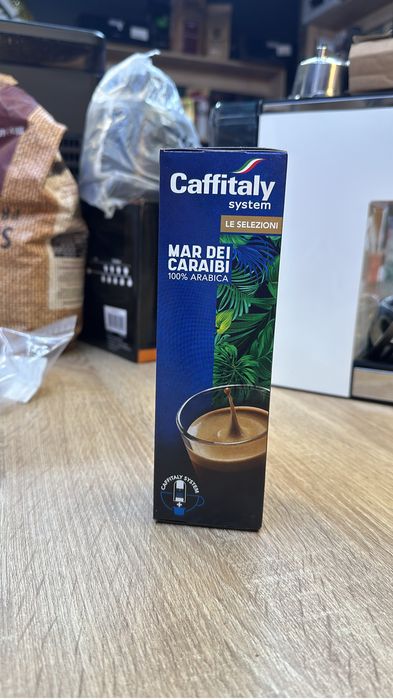 Caffitaly
system
LE SELEZIONI
MAR DEI
CARAIBI
100% ARABICA
CAFFITALY SYSTEM